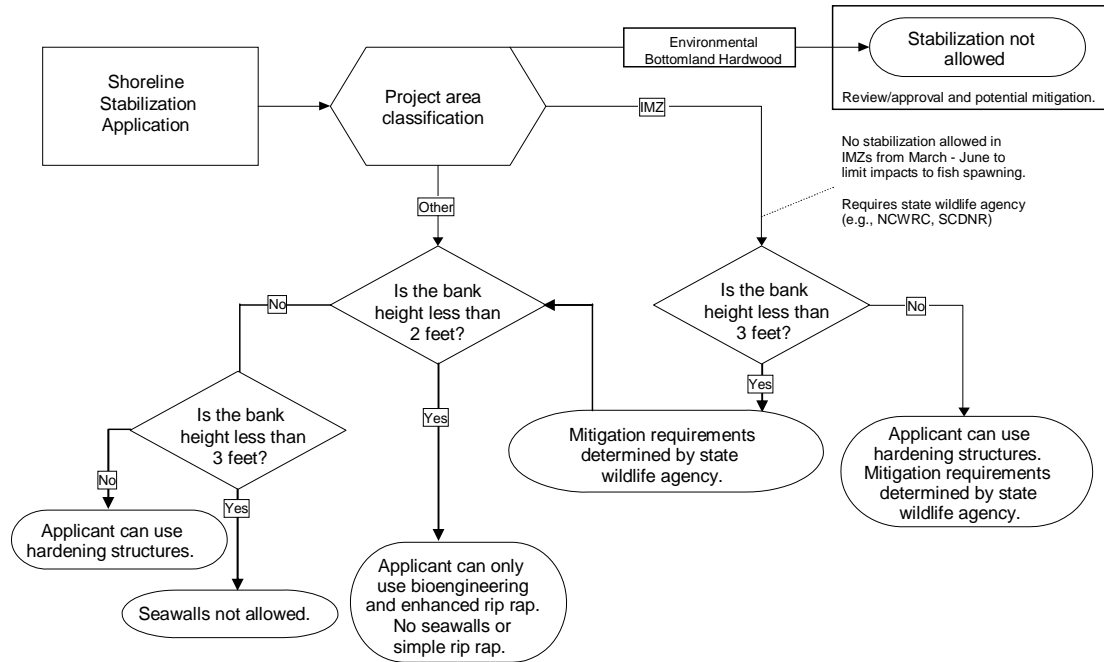 Shoreline
Stabilization
Application
Project area
classification
Environmental
Bottomland Hardwood
Stabilization not
allowed
Review/approval and potential mitigation.
IMZ
No stabilization allowed in
IMZs from March - June to
limit impacts to fish spawning.
Requires state wildlife agency
(e.g., NCWRC, SCDNR)
Other
Is the bank
height less than
2 feet?
No
Is the bank
height less than
3 feet?
No
Yes
Yes
Is the bank
height less than
3 feet?
No
Yes
Mitigation requirements
determined by state
wildlife agency.
Applicant can use
hardening structures.
Mitigation requirements
determined by state
wildlife agency.
Applicant can use
hardening structures.
Seawalls not allowed.
Applicant can only
use bioengineering
and enhanced rip rap.
No seawalls or
simple rip rap.